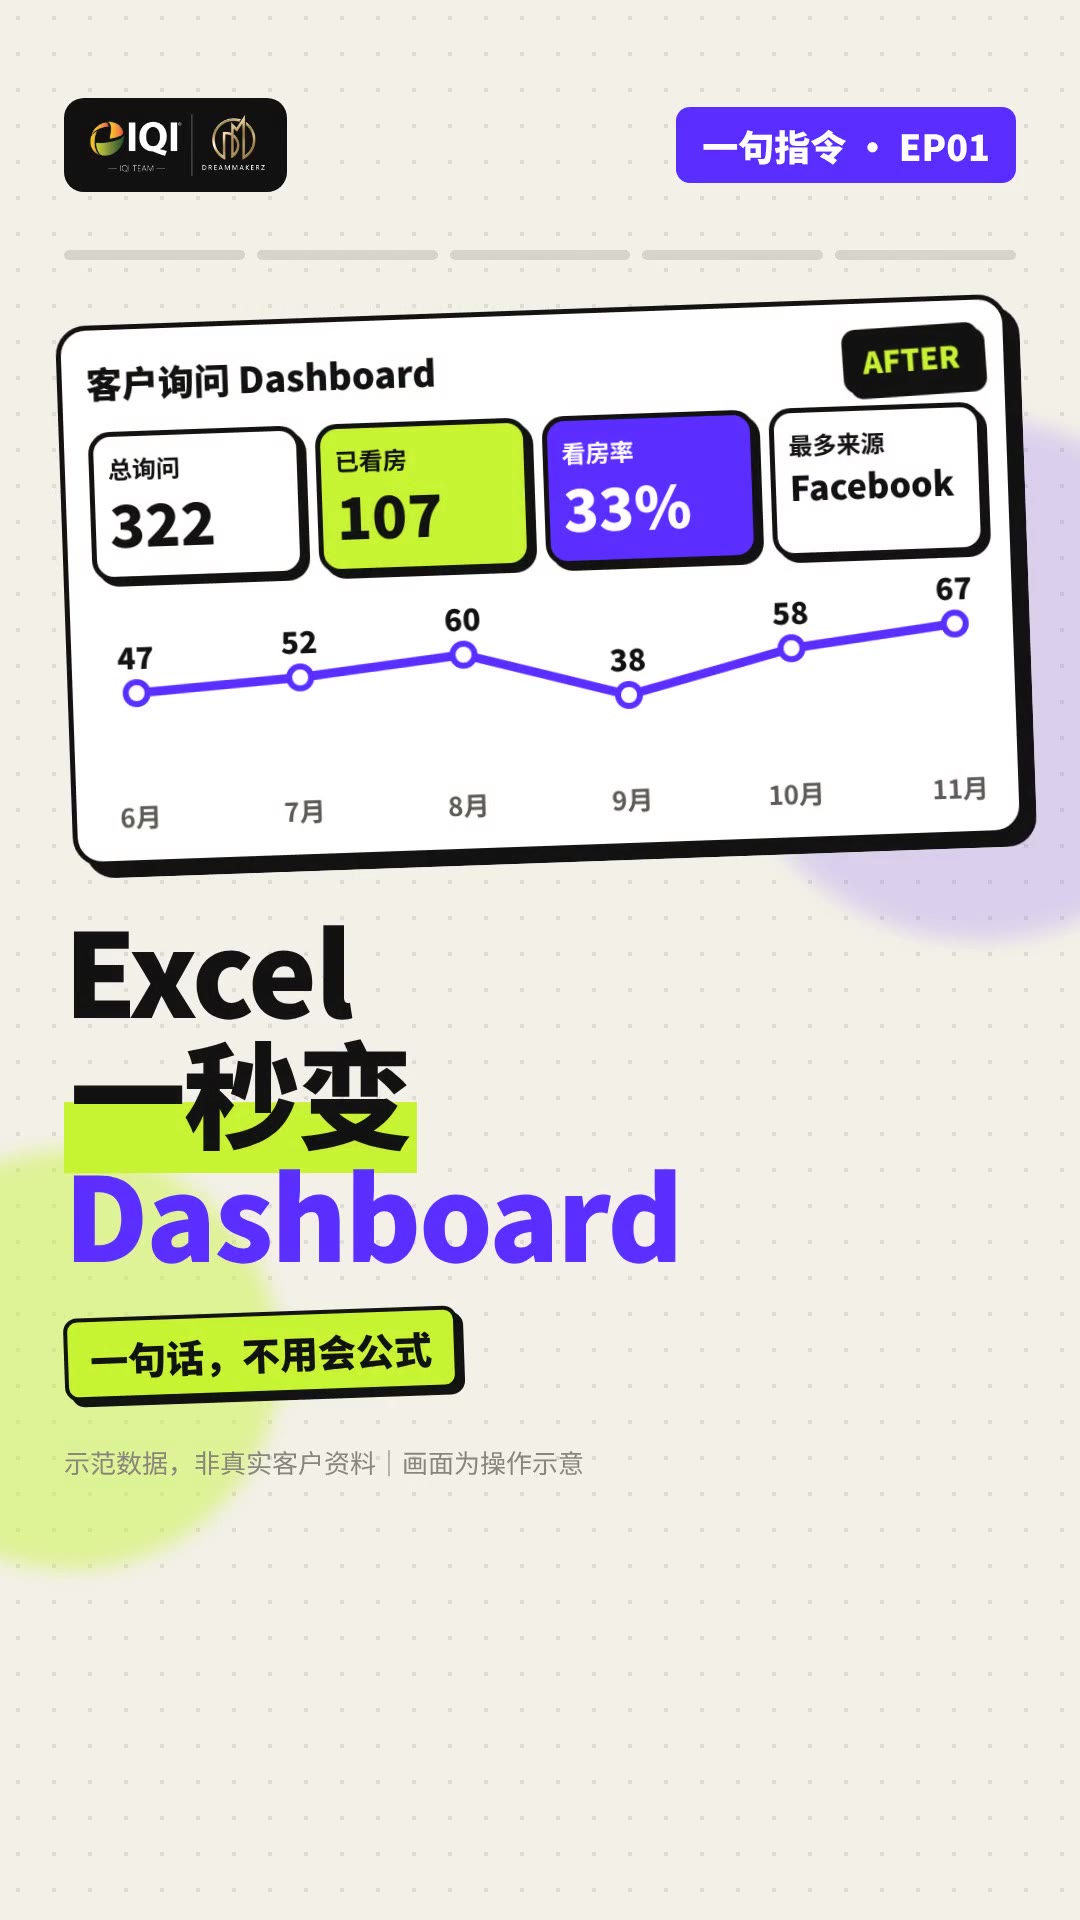 IQI
— IQI TEAM —
DREAMMAKERZ
一句指令 · EP01
客户询问 Dashboard
AFTER
总询问
322
已看房
107
看房率
33%
最多来源
Facebook
47
52
60
38
58
67
6月
7月
8月
9月
10月
11月
Excel
一秒变
Dashboard
一句话，不用会公式
示范数据，非真实客户资料｜画面为操作示意